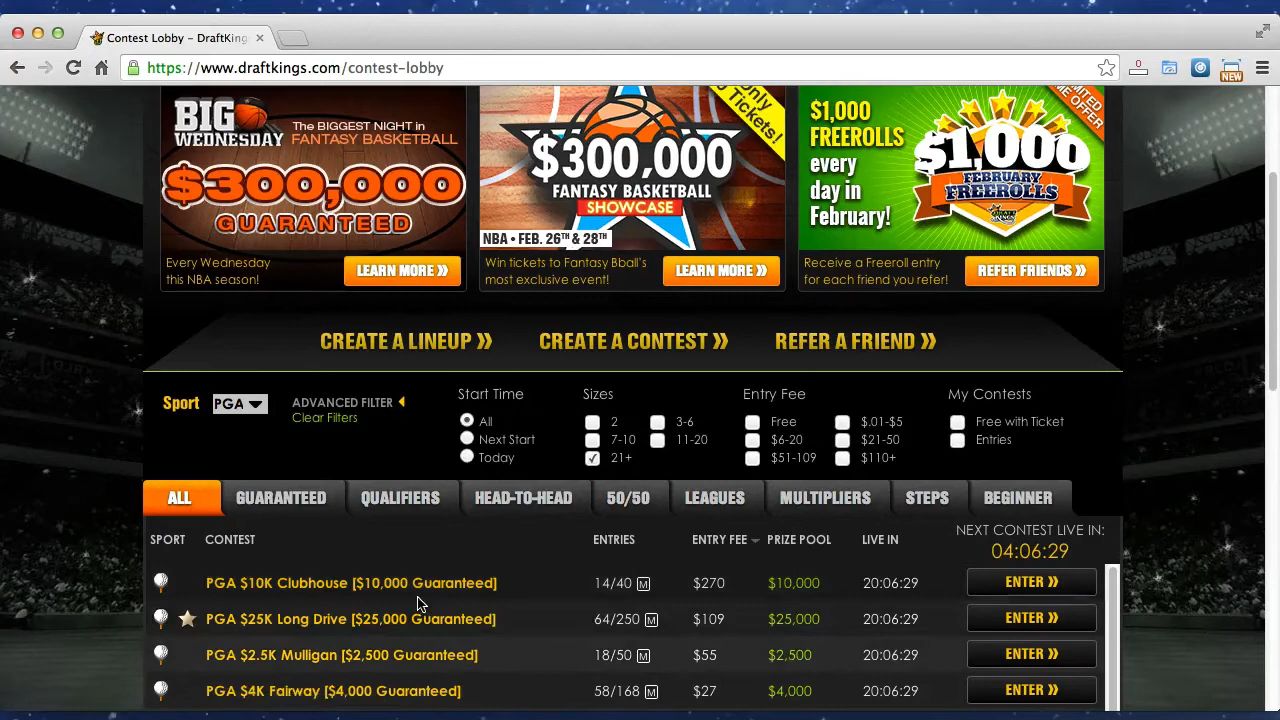 Contest Lobby – DraftKing
https://www.draftkings.com/contest-lobby
0
NEW
BIG WEDNESDAY
The BIGGEST NIGHT in
FANTASY BASKETBALL
$300,000
GUARANTEED
Every Wednesday
this NBA season!
LEARN MORE »
Only
Tickets!
$300,000
FANTASY BASKETBALL
SHOWCASE
NBA • FEB. 26TH & 28TH
Win tickets to Fantasy Bball's
most exclusive event!
LEARN MORE »
$1,000
FREEROLLS
every
day in
February!
LIMITED
OFFER
$1,000
FEBRUARY
FREEROLLS
Receive a Freeroll entry
for each friend you refer!
REFER FRIENDS »
CREATE A LINEUP »
CREATE A CONTEST »
REFER A FRIEND »
Sport PGA
ADVANCED FILTER
Clear Filters
Start Time
All
Next Start
Today
Sizes
2 3-6
7-10 11-20
21+
Entry Fee
Free $.01-$5
$6-20 $21-50
$51-109 $110+
My Contests
Free with Ticket
Entries
ALL GUARANTEED QUALIFIERS HEAD-TO-HEAD 50/50 LEAGUES MULTIPLIERS STEPS BEGINNER
SPORT CONTEST ENTRIES ENTRY FEE PRIZE POOL LIVE IN
NEXT CONTEST LIVE IN:
04:06:29
PGA $10K Clubhouse [$10,000 Guaranteed] 14/40 M $270 $10,000 20:06:29 ENTER »
PGA $25K Long Drive [$25,000 Guaranteed] 64/250 M $109 $25,000 20:06:29 ENTER »
PGA $2.5K Mulligan [$2,500 Guaranteed] 18/50 M $55 $2,500 20:06:29 ENTER »
PGA $4K Fairway [$4,000 Guaranteed] 58/168 M $27 $4,000 20:06:29 ENTER »